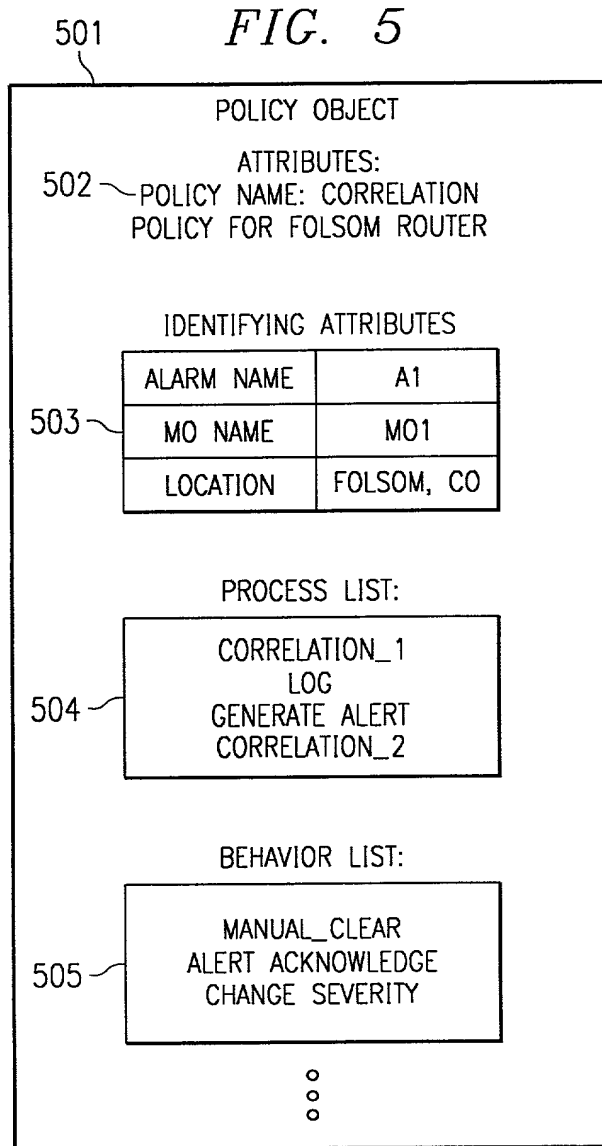 FIG. 5
501
POLICY OBJECT
ATTRIBUTES:
502
POLICY NAME: CORRELATION
POLICY FOR FOLSOM ROUTER
IDENTIFYING ATTRIBUTES
503
ALARM NAME A1
MO NAME MO1
LOCATION FOLSOM, CO
PROCESS LIST:
504
CORRELATION_1
LOG
GENERATE ALERT
CORRELATION_2
BEHAVIOR LIST:
505
MANUAL_CLEAR
ALERT ACKNOWLEDGE
CHANGE SEVERITY